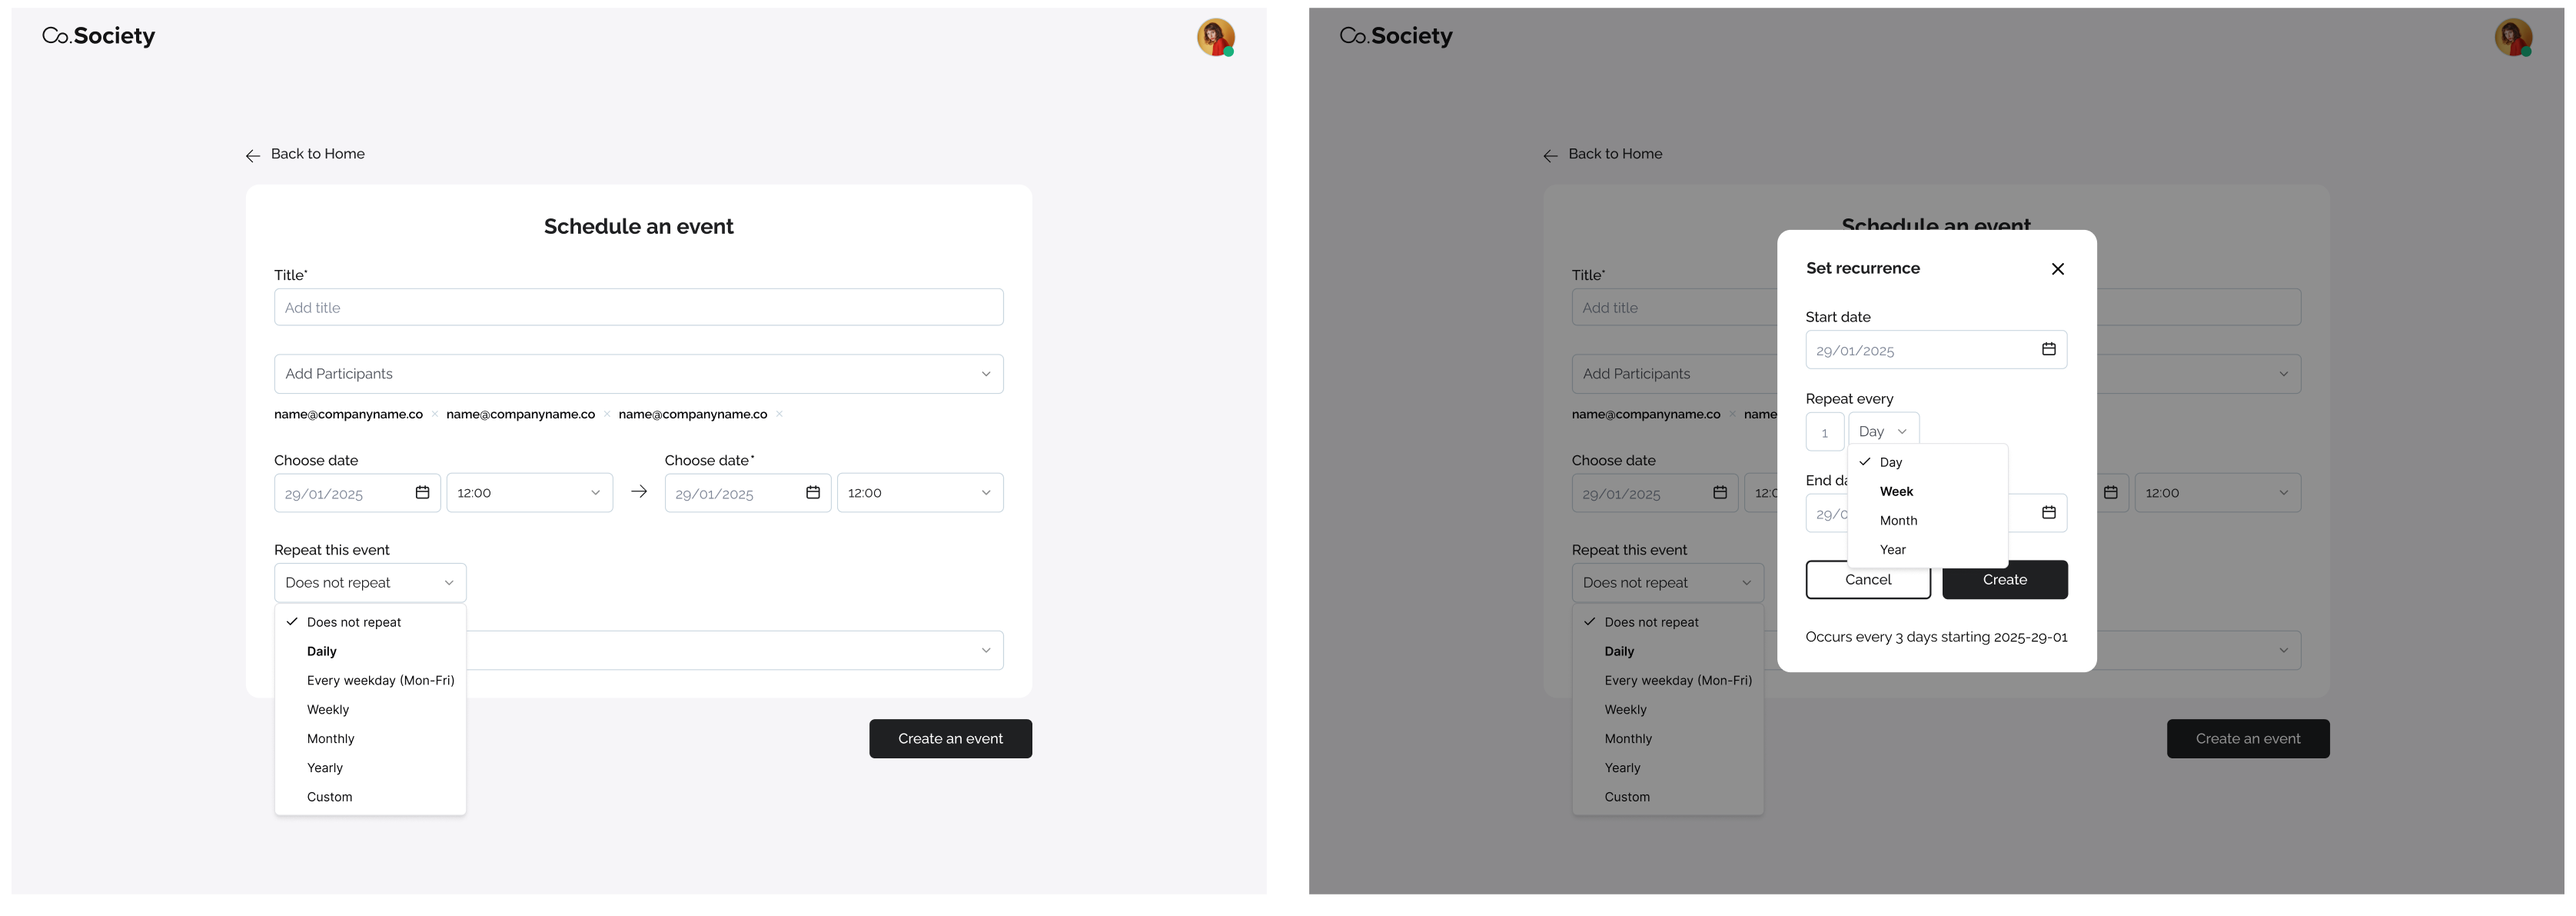 Co.Society
Back to Home
Schedule an event
Title*
Add title
Add Participants
name@companyname.co × name@companyname.co × name@companyname.co ×
Choose date
Choose date*
29/01/2025 12:00
29/01/2025 12:00
Repeat this event
Does not repeat
Does not repeat
Daily
Every weekday (Mon-Fri)
Weekly
Monthly
Yearly
Custom
Create an event
Co.Society
Back to Home
Schedule an event
Title*
Add title
Add Participants
name@companyname.co × name
Choose date
29/01/2025 12:0
12:00
Repeat this event
Does not repeat
Does not repeat
Daily
Every weekday (Mon-Fri)
Weekly
Monthly
Yearly
Custom
Create an event
Set recurrence
Start date
29/01/2025
Repeat every
1 Day
Day
Week
Month
Year
End da
29/0
Cancel
Create
Occurs every 3 days starting 2025-29-01